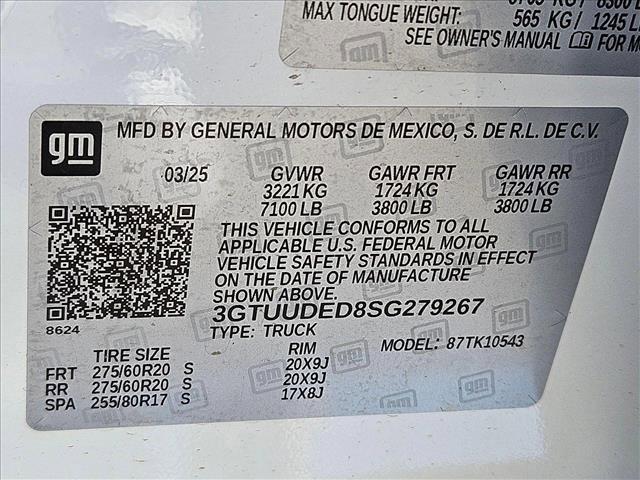 MAX TONGUE WEIGHT: 565 KG / 1245 L
SEE OWNER'S MANUAL FOR M
gm MFD BY GENERAL MOTORS DE MEXICO, S. DE R.L. DE C.V.
03/25 GVWR GAWR FRT GAWR RR
3221 KG 1724 KG 1724 KG
7100 LB 3800 LB 3800 LB
THIS VEHICLE CONFORMS TO ALL
APPLICABLE U.S. FEDERAL MOTOR
VEHICLE SAFETY STANDARDS IN EFFECT
ON THE DATE OF MANUFACTURE
3GTUUDED8SG279267
8624
TYPE: TRUCK MODEL: 87TK10543
TIRE SIZE RIM
FRT 275/60R20 S 20X9J
RR 275/60R20 S 20X9J
SPA 255/80R17 S 17X8J